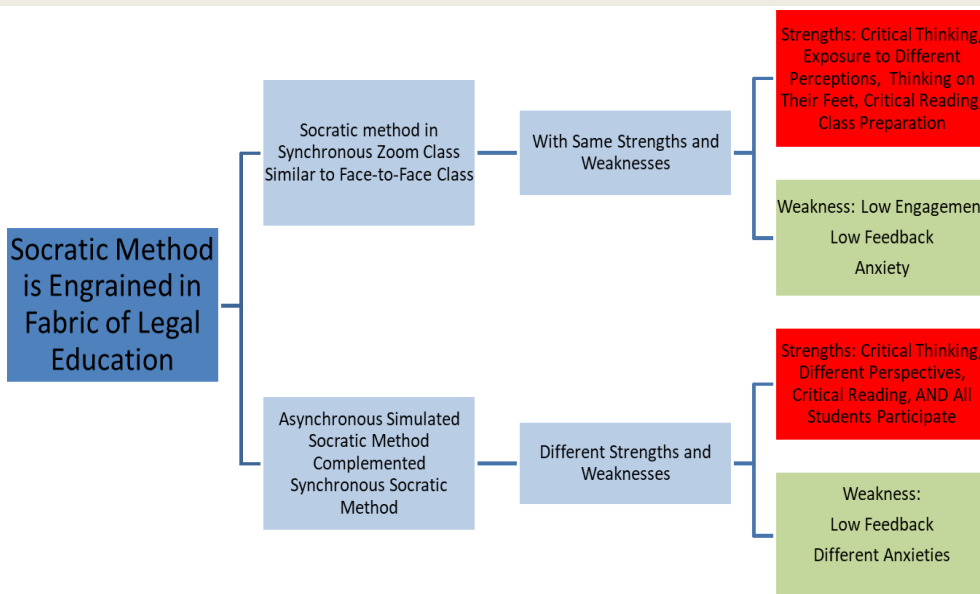 Socratic Method
is Engrained in
Fabric of Legal
Education
Socratic method in
Synchronous Zoom Class
Similar to Face-to-Face Class
With Same Strengths and
Weaknesses
Strengths: Critical Thinking,
Exposure to Different
Perceptions, Thinking on
Their Feet, Critical Reading,
Class Preparation
Weakness: Low Engagemen
Low Feedback
Anxiety
Asynchronous Simulated
Socratic Method
Complemented
Synchronous Socratic
Method
Different Strengths and
Weaknesses
Strengths: Critical Thinking,
Different Perspectives,
Critical Reading, AND All
Students Participate
Weakness:
Low Feedback
Different Anxieties